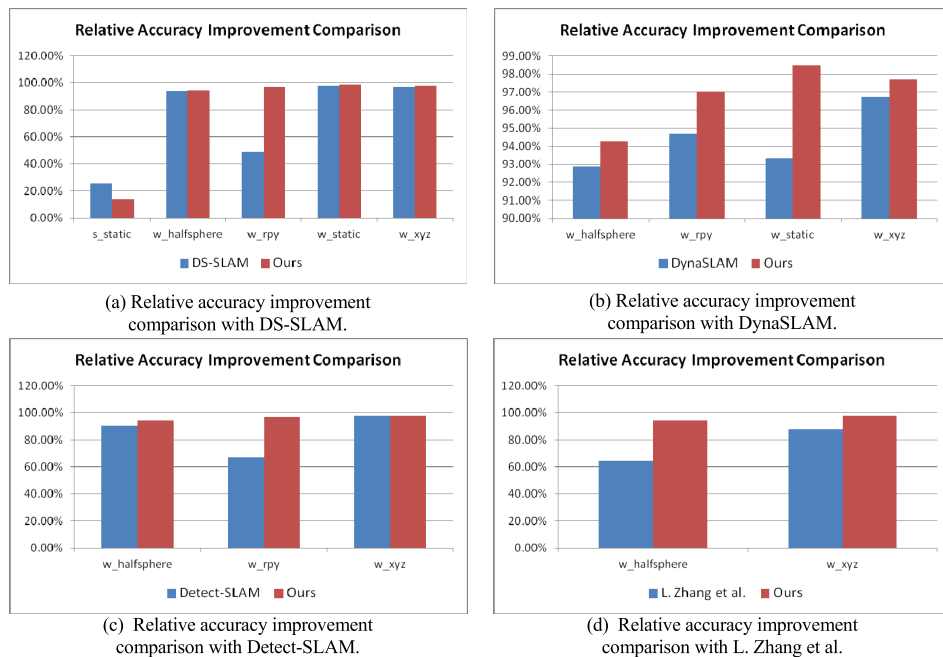 Relative Accuracy Improvement Comparison
120.00%
100.00%
80.00%
60.00%
40.00%
20.00%
0.00%
s_static w_halfsphere w_rpy w_static w_xyz
DS-SLAM Ours
(a) Relative accuracy improvement
comparison with DS-SLAM.
Relative Accuracy Improvement Comparison
99.00%
98.00%
97.00%
96.00%
95.00%
94.00%
93.00%
92.00%
91.00%
90.00%
w_halfsphere w_rpy w_static w_xyz
DynaSLAM Ours
(b) Relative accuracy improvement
comparison with DynaSLAM.
Relative Accuracy Improvement Comparison
120.00%
100.00%
80.00%
60.00%
40.00%
20.00%
0.00%
w_halfsphere w_rpy w_xyz
Detect-SLAM Ours
(c) Relative accuracy improvement
comparison with Detect-SLAM.
Relative Accuracy Improvement Comparison
120.00%
100.00%
80.00%
60.00%
40.00%
20.00%
0.00%
w_halfsphere w_xyz
L. Zhang et al. Ours
(d) Relative accuracy improvement
comparison with L. Zhang et al.